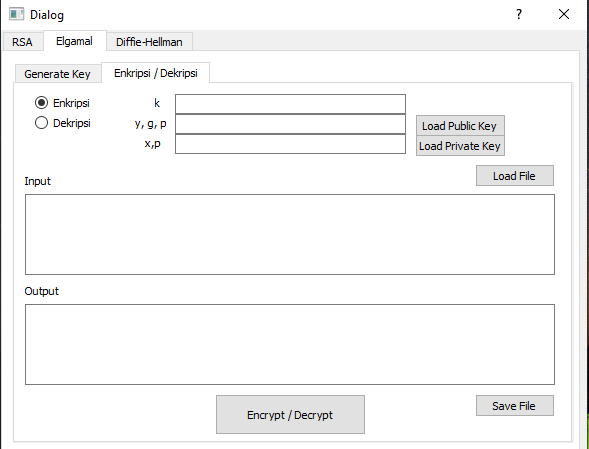 Dialog
?
RSA Elgamal Diffie-Hellman
Generate Key Enkripsi / Dekripsi
Enkripsi k
Dekripsi y, g, p Load Public Key
x,p Load Private Key
Load File
Input
Output
Encrypt / Decrypt Save File